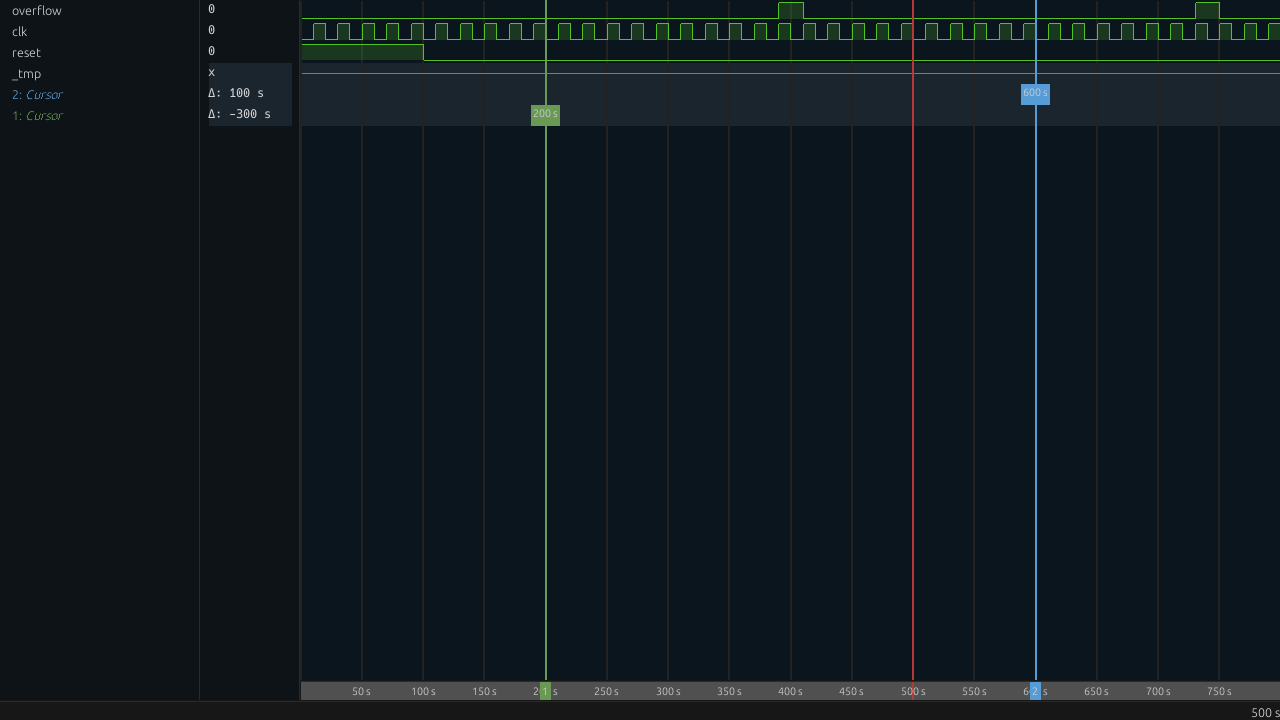 overflow 0
clk 0
reset 0
_tmp x
2: Cursor Δ: 100 s 600 s
1: Cursor Δ: -300 s 200 s
50 s 100 s 150 s 2 1 s 250 s 300 s 350 s 400 s 450 s 500 s 550 s 6 2 s 650 s 700 s 750 s
500 s